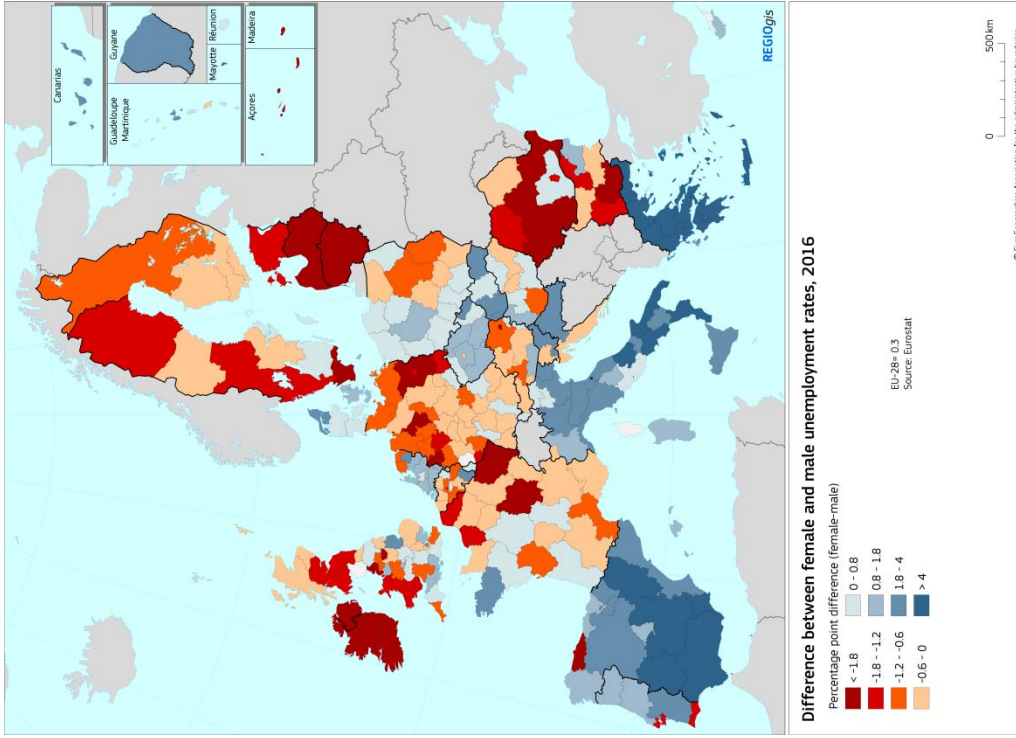 Canarias
Guadeloupe
Martinique
Guyane
Mayotte
Réunion
Açores
Madeira
REGIOgis
Difference between female and male unemployment rates, 2016
Percentage point difference (female-male)
< -1.8
-1.8 - -1.2
-1.2 - -0.6
-0.6 - 0
0 - 0.8
0.8 - 1.8
1.8 - 4
> 4
EU-28= 0.3
Source: Eurostat
0
500 km